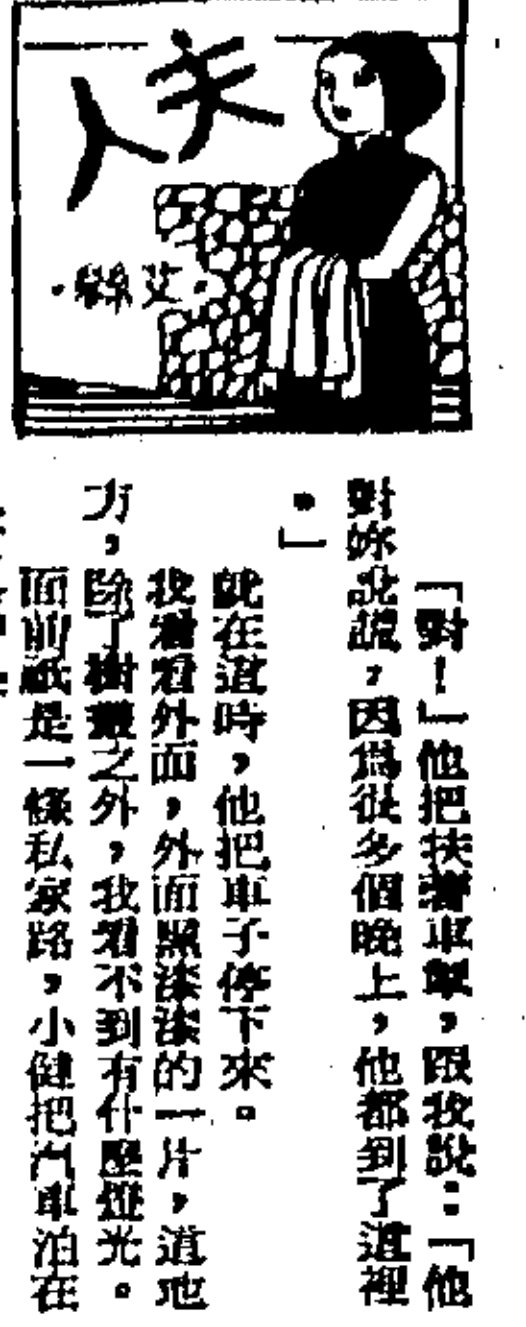 夫人
·艾
「對！」他把扶着車，跟我說：「他
對妳說謊，因爲很多個晚上，他都到了這裡
。」
就在這時，他把車子停下來。
我看看外面，外面黑漆漆的一片，這地
方，除了樹叢之外，我看不到有什麼燈光。
面前祇是一條私家路，小健把汽車泊在